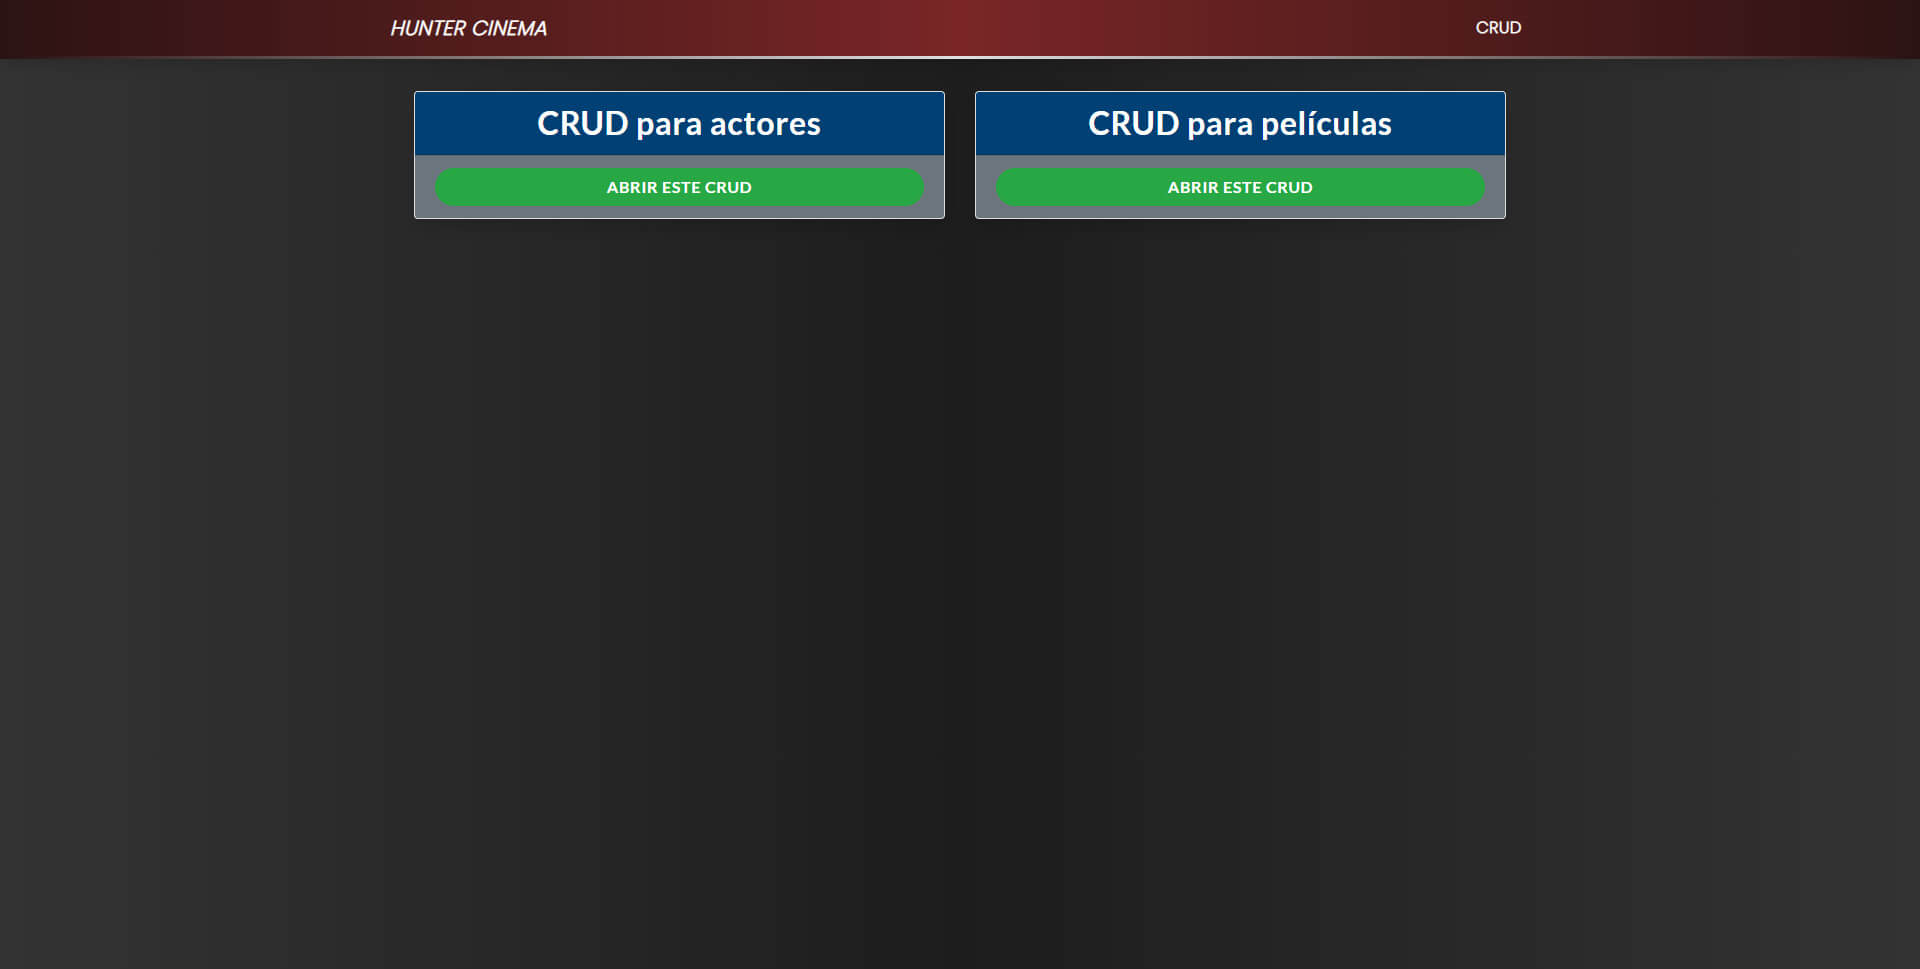 HUNTER CINEMA
CRUD
CRUD para actores
ABRIR ESTE CRUD
CRUD para películas
ABRIR ESTE CRUD